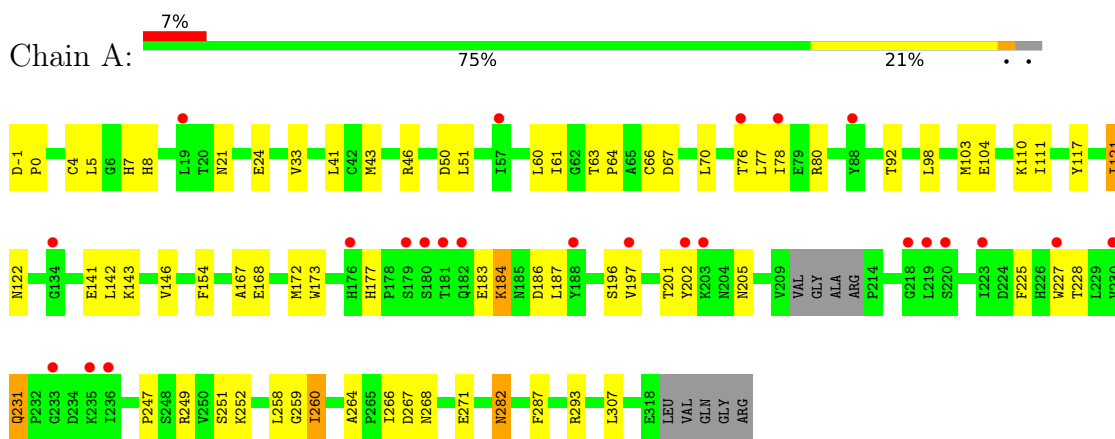 7%
Chain A:
75% 21% • •
D-1 P0 C4 L5 G6 H7 H8 L19 T20 N21 E24 V33 L41 C42 M43 R46 D50 L51 I57 L60 I61 G62 T63 P64 A65 C66 D67 L70 T76 L77 I78 E79 R80 Y88 T92 L98 M103 E104 K110 I111 Y117 I121
N122 G134 E141 L142 K143 V146 F154 A167 E168 M172 W173 H176 H177 P178 S179 S180 T181 Q182 E183 K184 N185 D186 L187 Y188 S196 V197 T201 Y202 K203 N204 N205 V209 VAL GLY ALA ARG P214 G218 L219 S220 I223 D224 F225 H226 W227 T228 L229 V230
Q231 P232 G233 D234 K235 I236 P247 S248 R249 V250 S251 K252 L258 G259 I260 A264 P265 I266 D267 N268 E271 N282 F287 R293 L307 E318 LEU VAL GLN GLY ARG